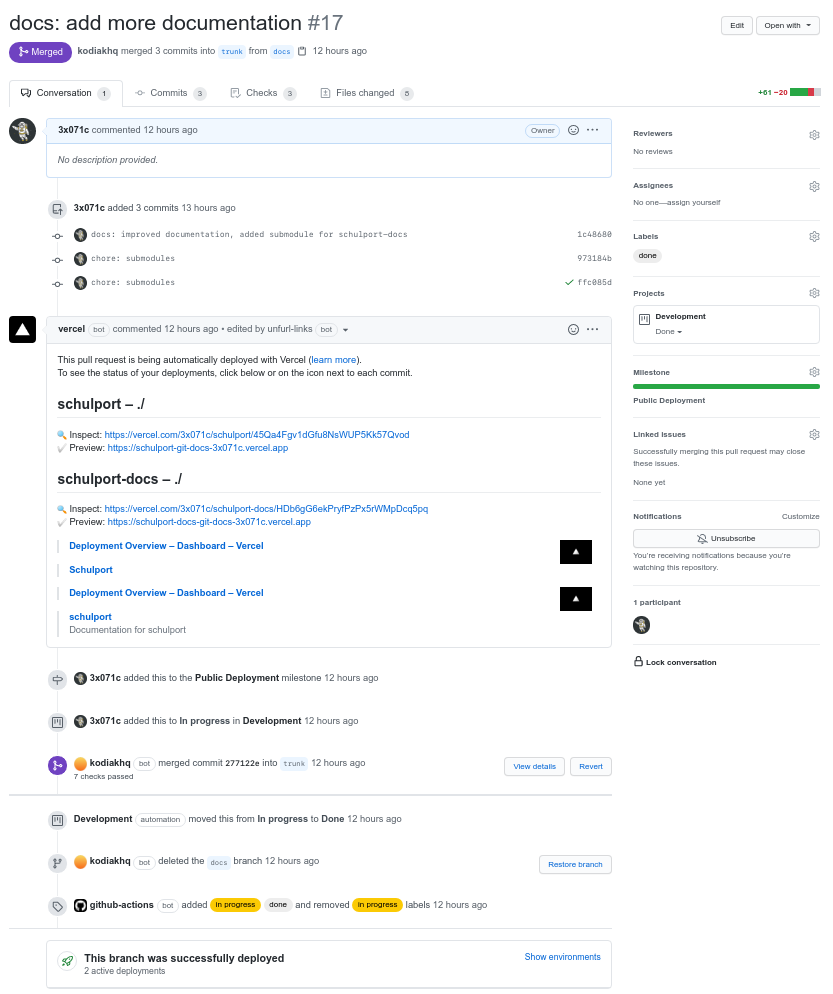 docs: add more documentation #17
Edit
Open with
Merged
kodiakhq merged 3 commits into trunk from docs 12 hours ago
Conversation 1
Commits 3
Checks 3
Files changed 5
+61 −20
3x071c commented 12 hours ago
Owner
No description provided.
3x071c added 3 commits 13 hours ago
docs: improved documentation, added submodule for schulport-docs 1c48680
chore: submodules 973184b
chore: submodules ffc085d
vercel bot commented 12 hours ago • edited by unfurl-links bot
This pull request is being automatically deployed with Vercel (learn more).
To see the status of your deployments, click below or on the icon next to each commit.
schulport – ./
🔍 Inspect: https://vercel.com/3x071c/schulport/45Qa4Fgv1dGfu8NsWUP5Kk57Qvod
✅ Preview: https://schulport-git-docs-3x071c.vercel.app
schulport-docs – ./
🔍 Inspect: https://vercel.com/3x071c/schulport-docs/HDb6gG6ekPryfPzPx5rWMpDcq5pq
✅ Preview: https://schulport-docs-git-docs-3x071c.vercel.app
Deployment Overview – Dashboard – Vercel
Schulport
Deployment Overview – Dashboard – Vercel
schulport
Documentation for schulport
3x071c added this to the Public Deployment milestone 12 hours ago
3x071c added this to In progress in Development 12 hours ago
kodiakhq bot merged commit 277122e into trunk 12 hours ago
7 checks passed
View details
Revert
Development automation moved this from In progress to Done 12 hours ago
kodiakhq bot deleted the docs branch 12 hours ago
Restore branch
github-actions bot added in progress done and removed in progress labels 12 hours ago
This branch was successfully deployed
2 active deployments
Show environments
Reviewers
No reviews
Assignees
No one—assign yourself
Labels
done
Projects
Development
Done
Milestone
Public Deployment
Linked issues
Successfully merging this pull request may close
these issues.
None yet
Notifications
Customize
Unsubscribe
You're receiving notifications because you're
watching this repository.
1 participant
Lock conversation